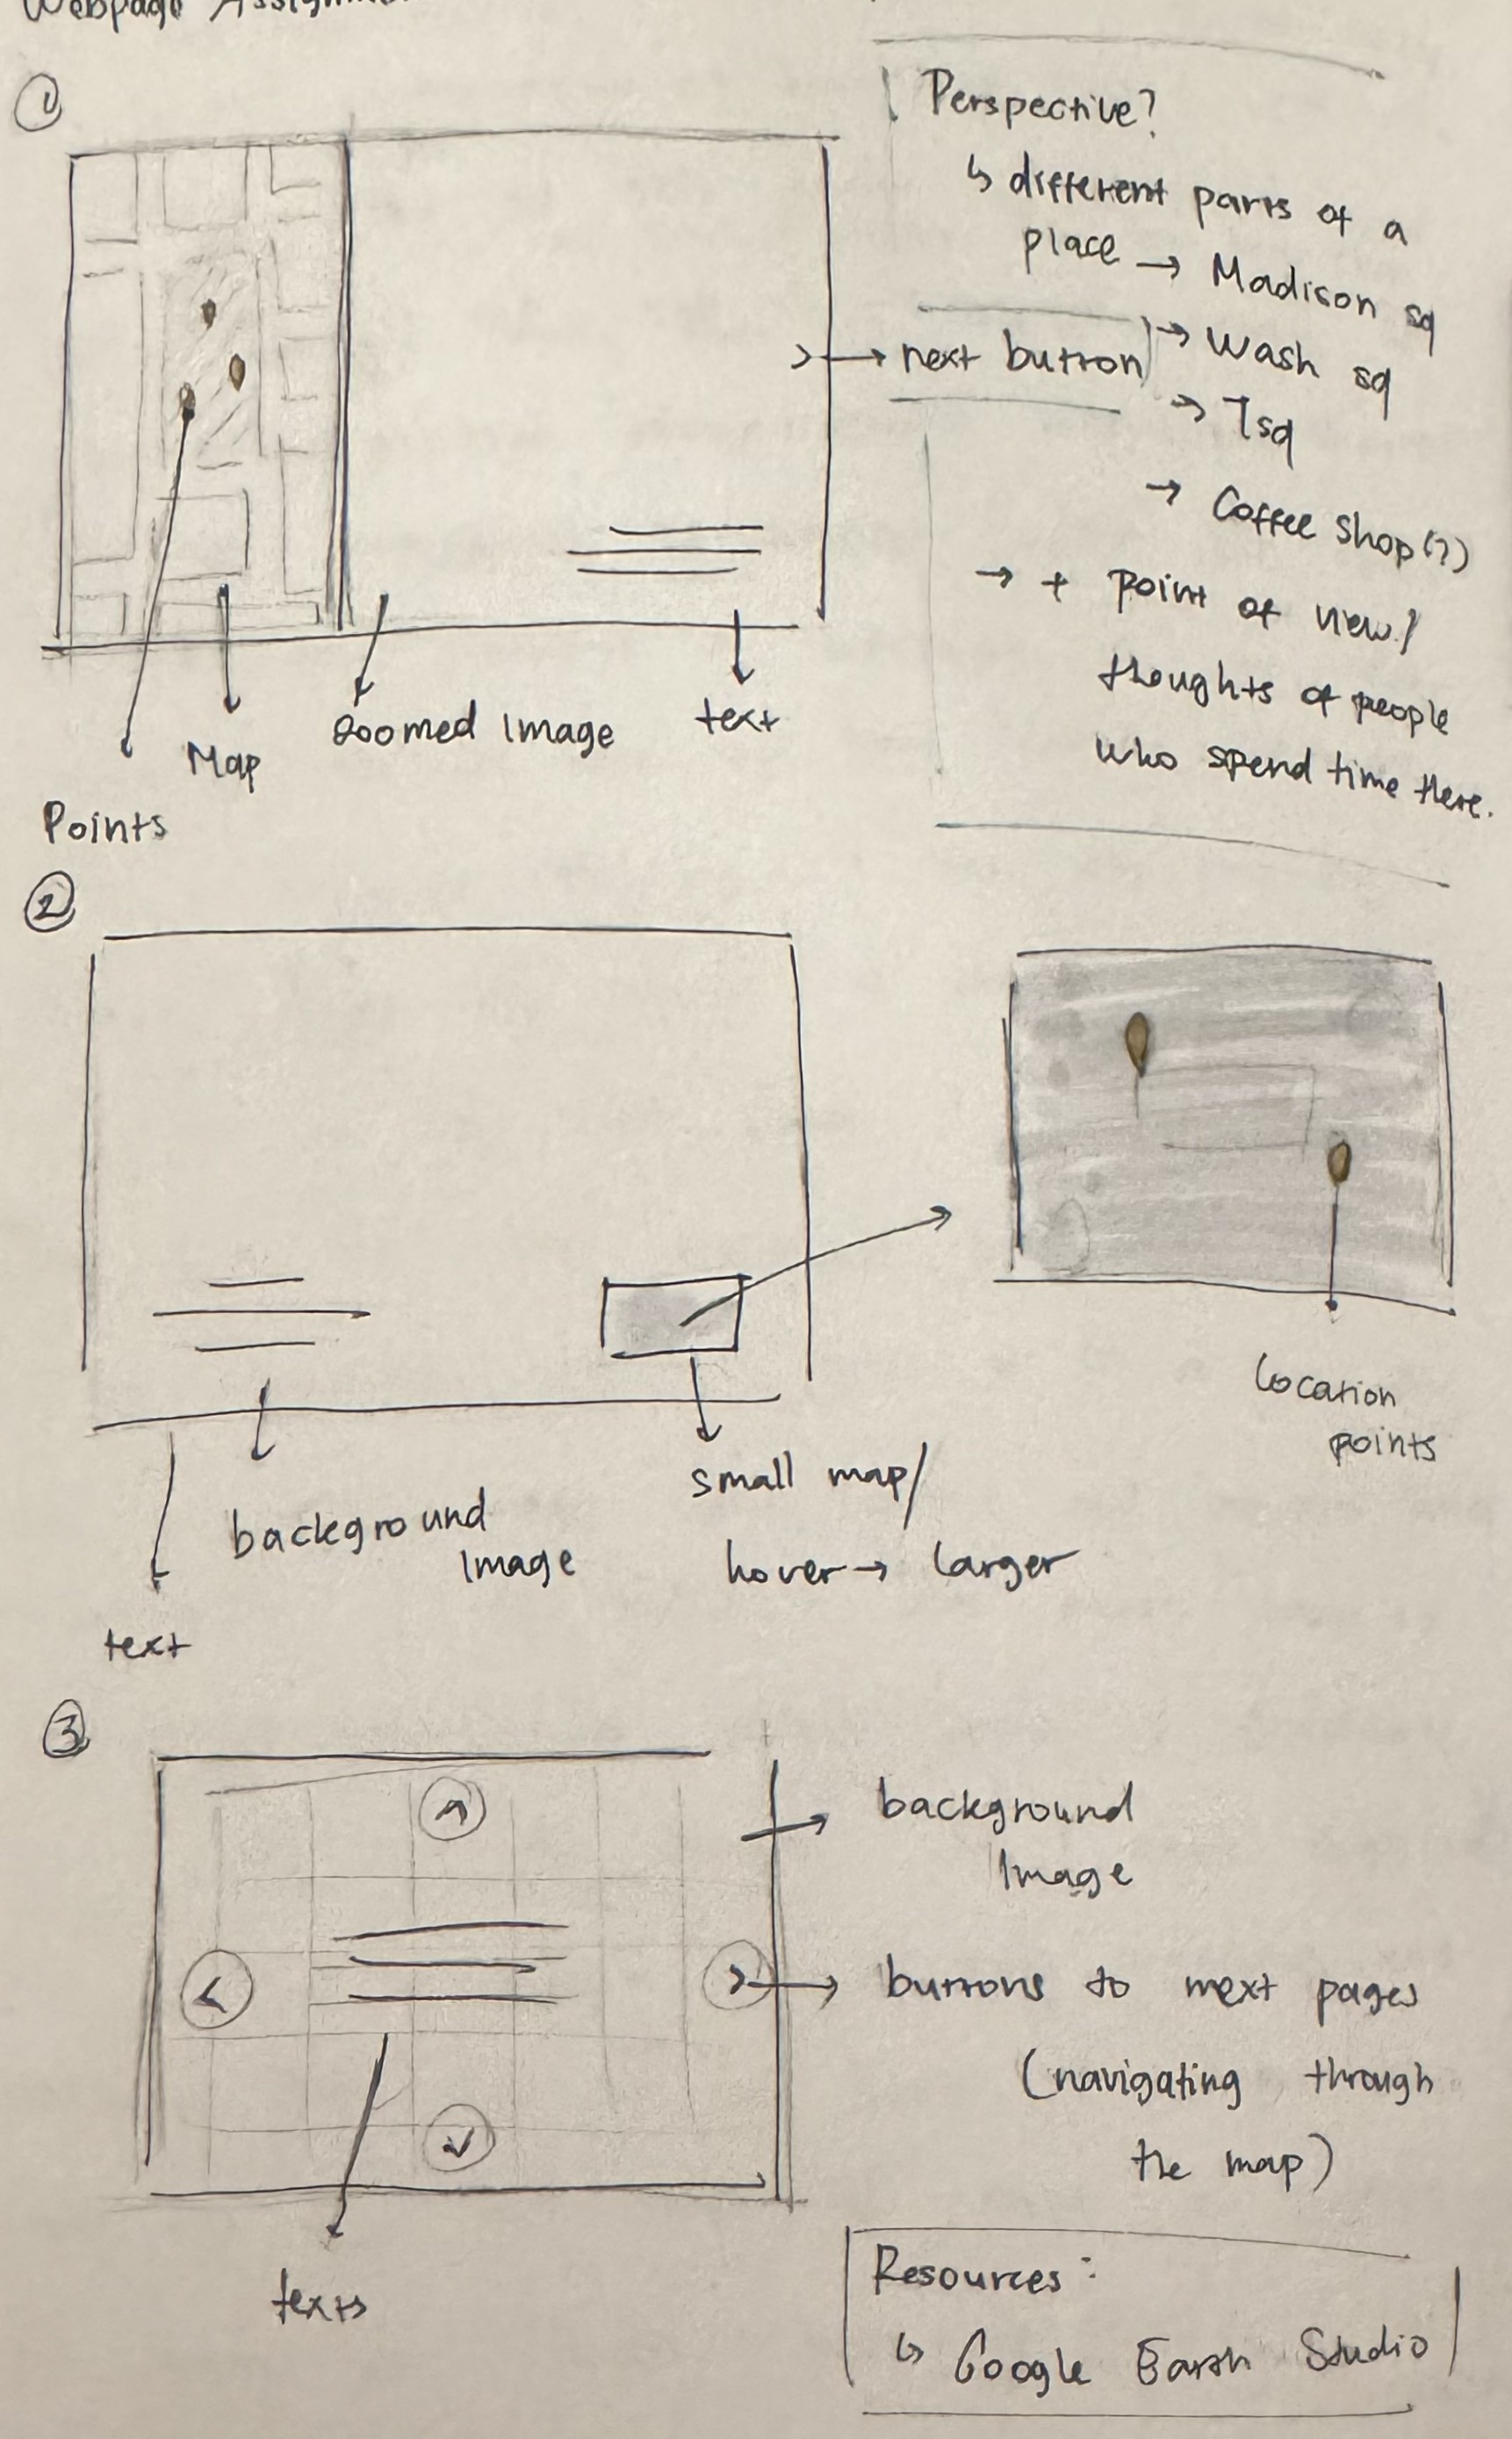 Webpage Assignm
①
Perspective?
↳ different parts of a
place → Madison sq
→ Wash sq
→ Tsq
→ Coffee Shop(?)
→ + point of view/
thoughts of people
who spend time there.
> → next button
Points
Map
Zoomed Image
text
②
text
background
Image
small map/
hover → larger
location
points
③
^
<
>
v
background
Image
buttons to next pages
(navigating through
the map)
texts
Resources:
↳ Google Earth Studio